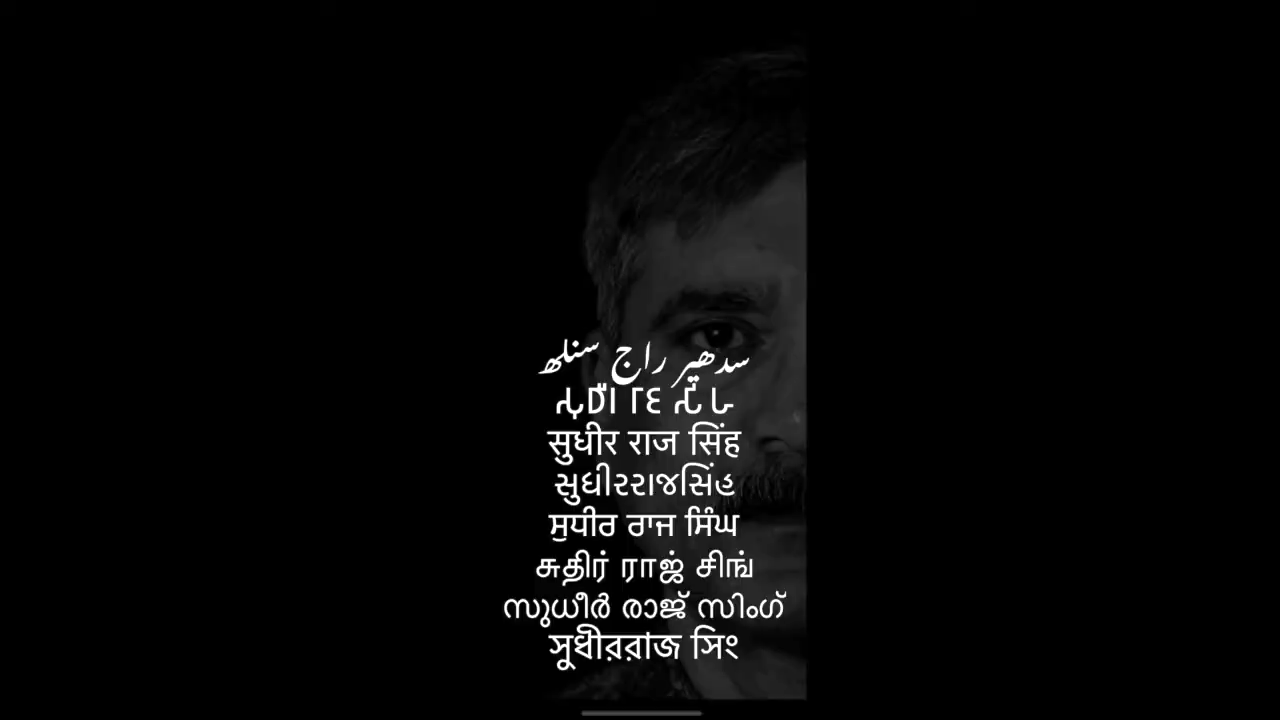 سدھیر راج سنلھ
सुधीर राज सिंह
સુધીરરાજસિંહ
ਸੁਧੀਰ ਰਾਜ ਸਿੰਘ
சுதிர் ராஜ் சிங்
സുധീർ രാജ് സിംഗ്
সুধীররাজ সিং